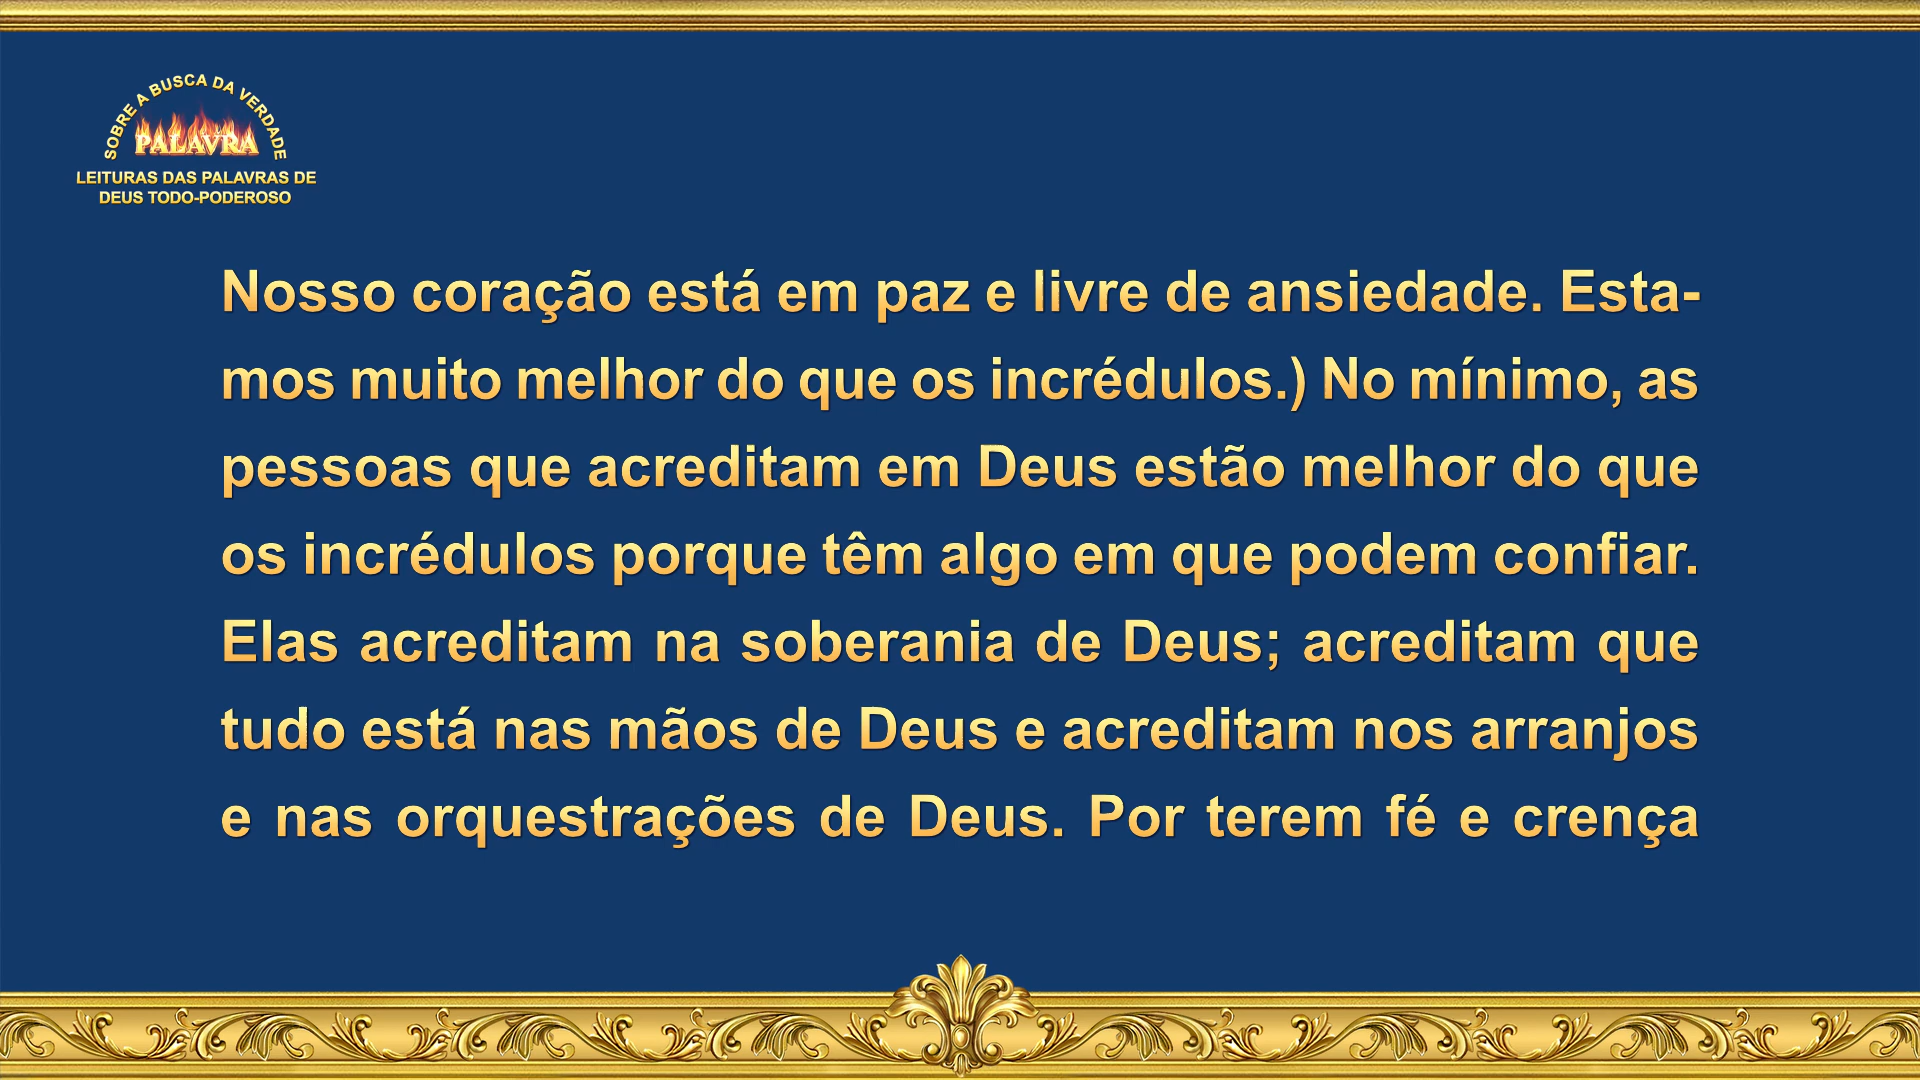 SOBRE A BUSCA DA VERDADE
PALAVRA
LEITURAS DAS PALAVRAS DE
DEUS TODO-PODEROSO
Nosso coração está em paz e livre de ansiedade. Esta-
mos muito melhor do que os incrédulos.) No mínimo, as
pessoas que acreditam em Deus estão melhor do que
os incrédulos porque têm algo em que podem confiar.
Elas acreditam na soberania de Deus; acreditam que
tudo está nas mãos de Deus e acreditam nos arranjos
e nas orquestrações de Deus. Por terem fé e crença